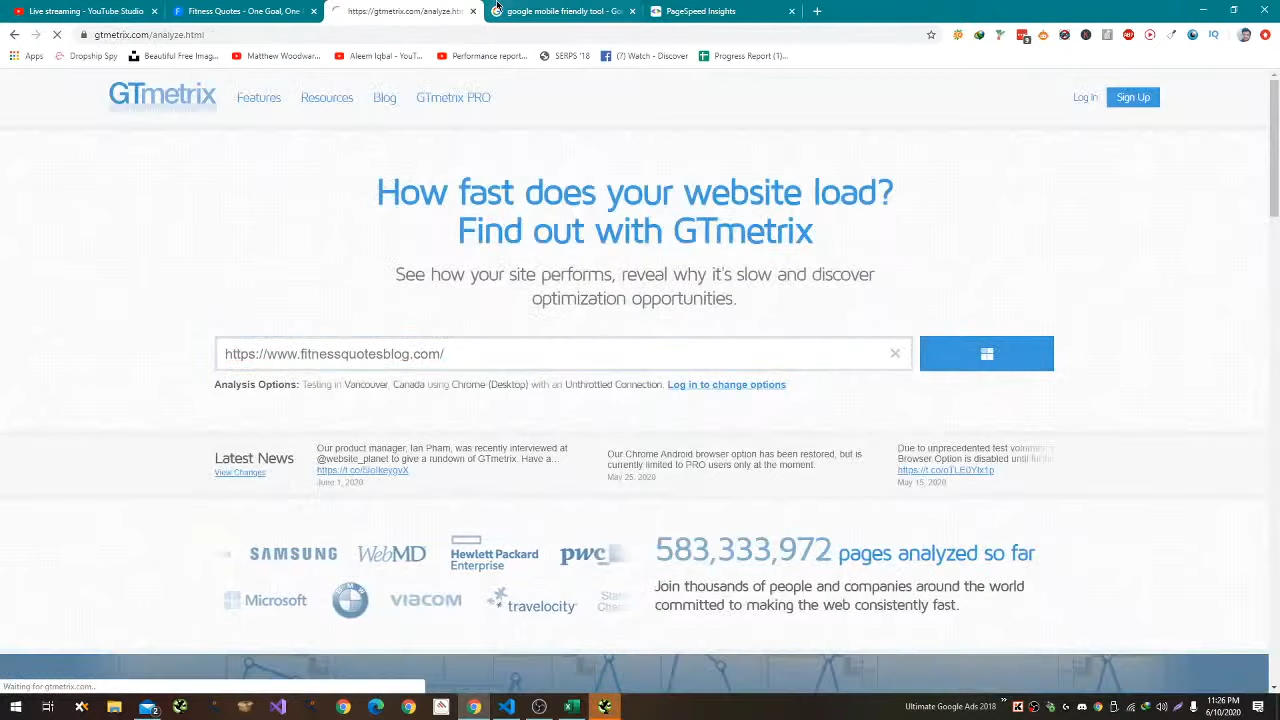 Live streaming with YouTube Studio
Fitness Quotes - One Goal, One
https://gtmetrix.com/analyze.html
google mobile friendly tool - Go
PageSpeed Insights
gtmetrix.com/analyze.html
Apps
Dropship Spy
Beautiful Free Imag...
Matthew Woodwar...
Aleem Iqbal - YouT...
Performance report...
SERPS '18
(7) Watch - Discover
Progress Report (1)...
GTmetrix
Features
Resources
Blog
GTmetrix PRO
Log In
Sign Up
How fast does your website load?
Find out with GTmetrix
See how your site performs, reveal why it's slow and discover
optimization opportunities.
https://www.fitnessquotesblog.com/
Analysis Options: Testing in Vancouver, Canada using Chrome (Desktop) with an Unthrottled Connection. Log in to change options
Latest News
View Changes
Our product manager, Ian Pham, was recently interviewed at
@website_planet to give a rundown of GTmetrix. Have a...
June 1, 2020
Our Chrome Android browser option has been restored, but is
currently limited to PRO users only at the moment.
May 25, 2020
Due to unprecedented test
Browser Option is disabled until
May 15, 2020
SAMSUNG
WebMD
Hewlett Packard
Enterprise
pwc
583,333,972 pages analyzed so far
Microsoft
BMW
VIACOM
travelocity
Join thousands of people and companies around the world
committed to making the web consistently fast.
Waiting for gtmetrix.com...
Ultimate Google Ads 2018
11:26 PM
6/10/2020